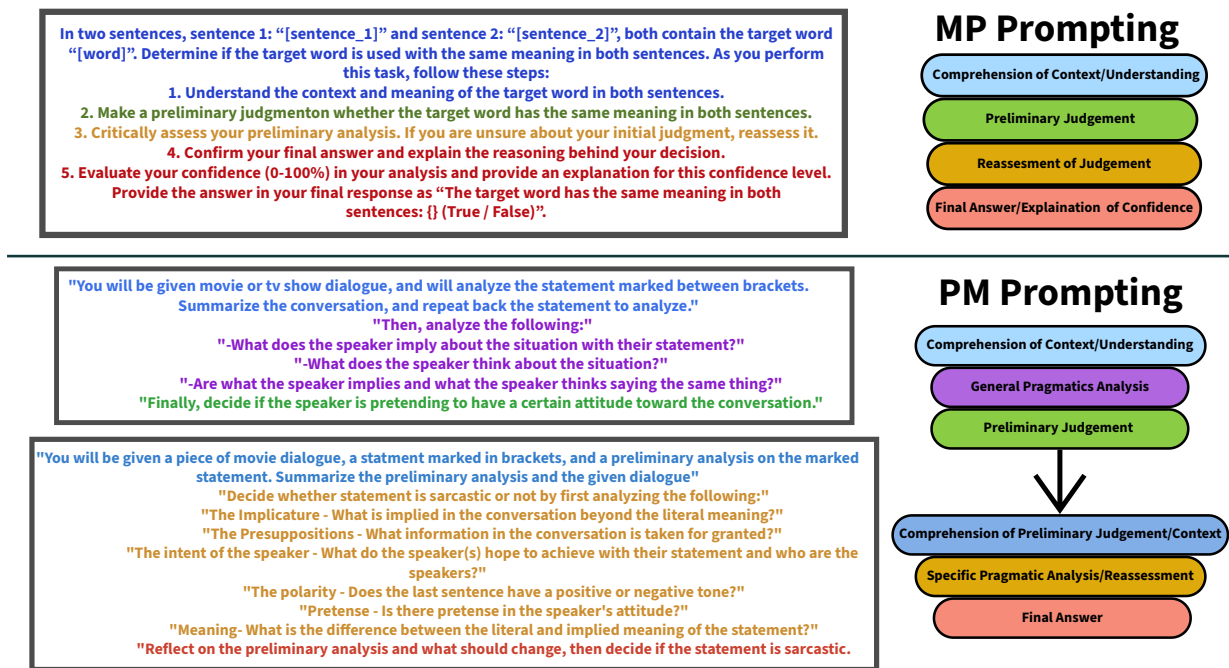 In two sentences, sentence 1: “[sentence_1]” and sentence 2: “[sentence_2]”, both contain the target word
“[word]”. Determine if the target word is used with the same meaning in both sentences. As you perform
this task, follow these steps:
1. Understand the context and meaning of the target word in both sentences.
2. Make a preliminary judgmenton whether the target word has the same meaning in both sentences.
3. Critically assess your preliminary analysis. If you are unsure about your initial judgment, reassess it.
4. Confirm your final answer and explain the reasoning behind your decision.
5. Evaluate your confidence (0-100%) in your analysis and provide an explanation for this confidence level.
Provide the answer in your final response as “The target word has the same meaning in both
sentences: {} (True / False)”.
MP Prompting
Comprehension of Context/Understanding
Preliminary Judgement
Reassesment of Judgement
Final Answer/Explaination of Confidence
"You will be given movie or tv show dialogue, and will analyze the statement marked between brackets.
Summarize the conversation, and repeat back the statement to analyze."
"Then, analyze the following:"
"-What does the speaker imply about the situation with their statement?"
"-What does the speaker think about the situation?"
"-Are what the speaker implies and what the speaker thinks saying the same thing?"
"Finally, decide if the speaker is pretending to have a certain attitude toward the conversation."
PM Prompting
Comprehension of Context/Understanding
General Pragmatics Analysis
Preliminary Judgement
"You will be given a piece of movie dialogue, a statment marked in brackets, and a preliminary analysis on the marked
statement. Summarize the preliminary analysis and the given dialogue"
"Decide whether statement is sarcastic or not by first analyzing the following:"
"The Implicature - What is implied in the conversation beyond the literal meaning?"
"The Presuppositions - What information in the conversation is taken for granted?"
"The intent of the speaker - What do the speaker(s) hope to achieve with their statement and who are the
speakers?"
"The polarity - Does the last sentence have a positive or negative tone?"
"Pretense - Is there pretense in the speaker's attitude?"
"Meaning- What is the difference between the literal and implied meaning of the statement?"
"Reflect on the preliminary analysis and what should change, then decide if the statement is sarcastic.
Comprehension of Preliminary Judgement/Context
Specific Pragmatic Analysis/Reassessment
Final Answer